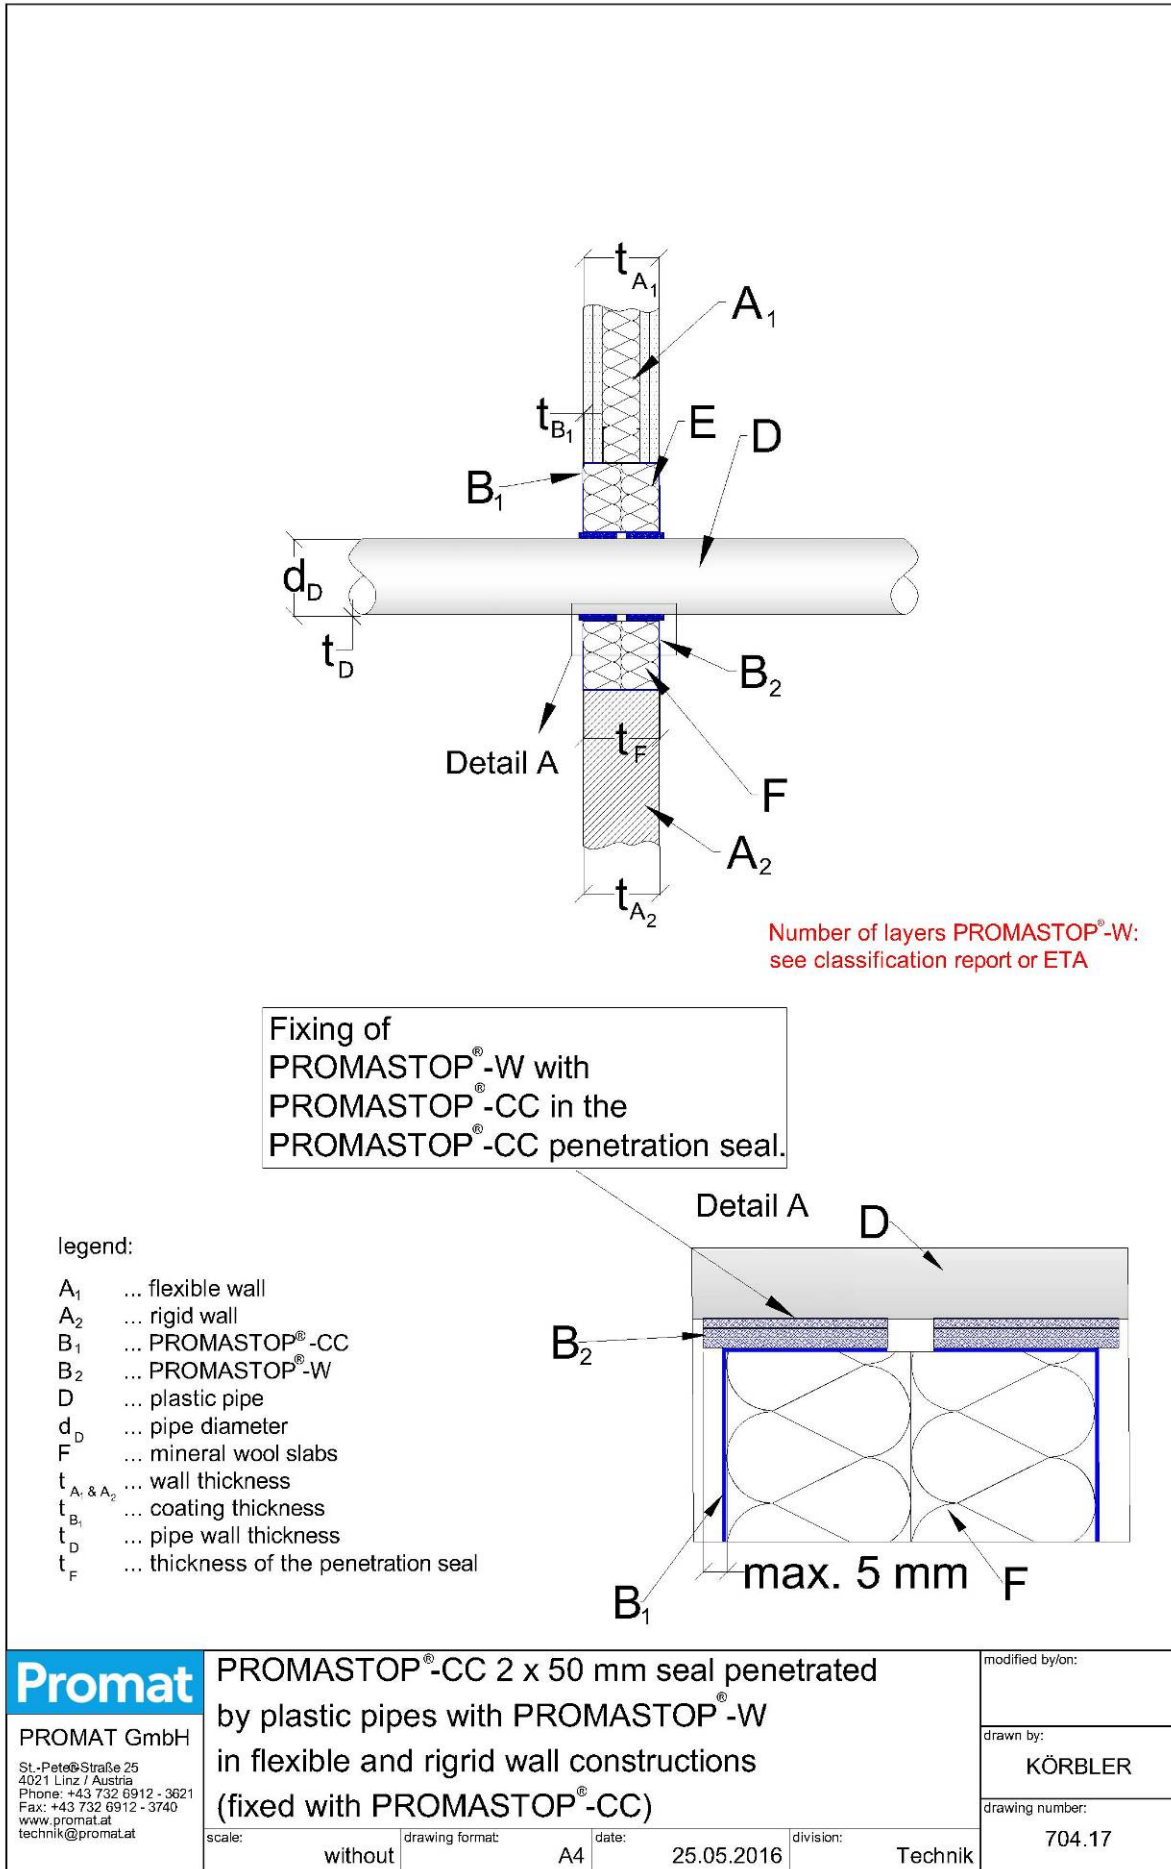 tA₁
A₁
tB₁
E
D
B₁
dD
tD
B₂
Detail A
tF
F
A₂
tA₂
Number of layers PROMASTOP®-W:
see classification report or ETA
Fixing of
PROMASTOP®-W with
PROMASTOP®-CC in the
PROMASTOP®-CC penetration seal.
Detail A
D
B₂
B₁
max. 5 mm
F
legend:
A₁ ... flexible wall
A₂ ... rigid wall
B₁ ... PROMASTOP®-CC
B₂ ... PROMASTOP®-W
D ... plastic pipe
dD ... pipe diameter
F ... mineral wool slabs
tA₁ & A₂ ... wall thickness
tB₁ ... coating thickness
tD ... pipe wall thickness
tF ... thickness of the penetration seal
Promat
PROMAT GmbH
St.-Peter-Straße 25
4021 Linz / Austria
Phone: +43 732 6912 - 3621
Fax: +43 732 6912 - 3740
www.promat.at
technik@promat.at
PROMASTOP®-CC 2 x 50 mm seal penetrated
by plastic pipes with PROMASTOP®-W
in flexible and rigrid wall constructions
(fixed with PROMASTOP®-CC)
scale: without
drawing format: A4
date: 25.05.2016
division: Technik
modified by/on:
drawn by:
KÖRBLER
drawing number:
704.17